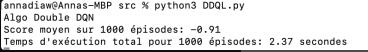 annadiaw@Annas-MBP src % python3 DDQL.py
Algo Double DQN
Score moyen sur 1000 épisodes: -0.91
Temps d'exécution total pour 1000 épisodes: 2.37 secondes